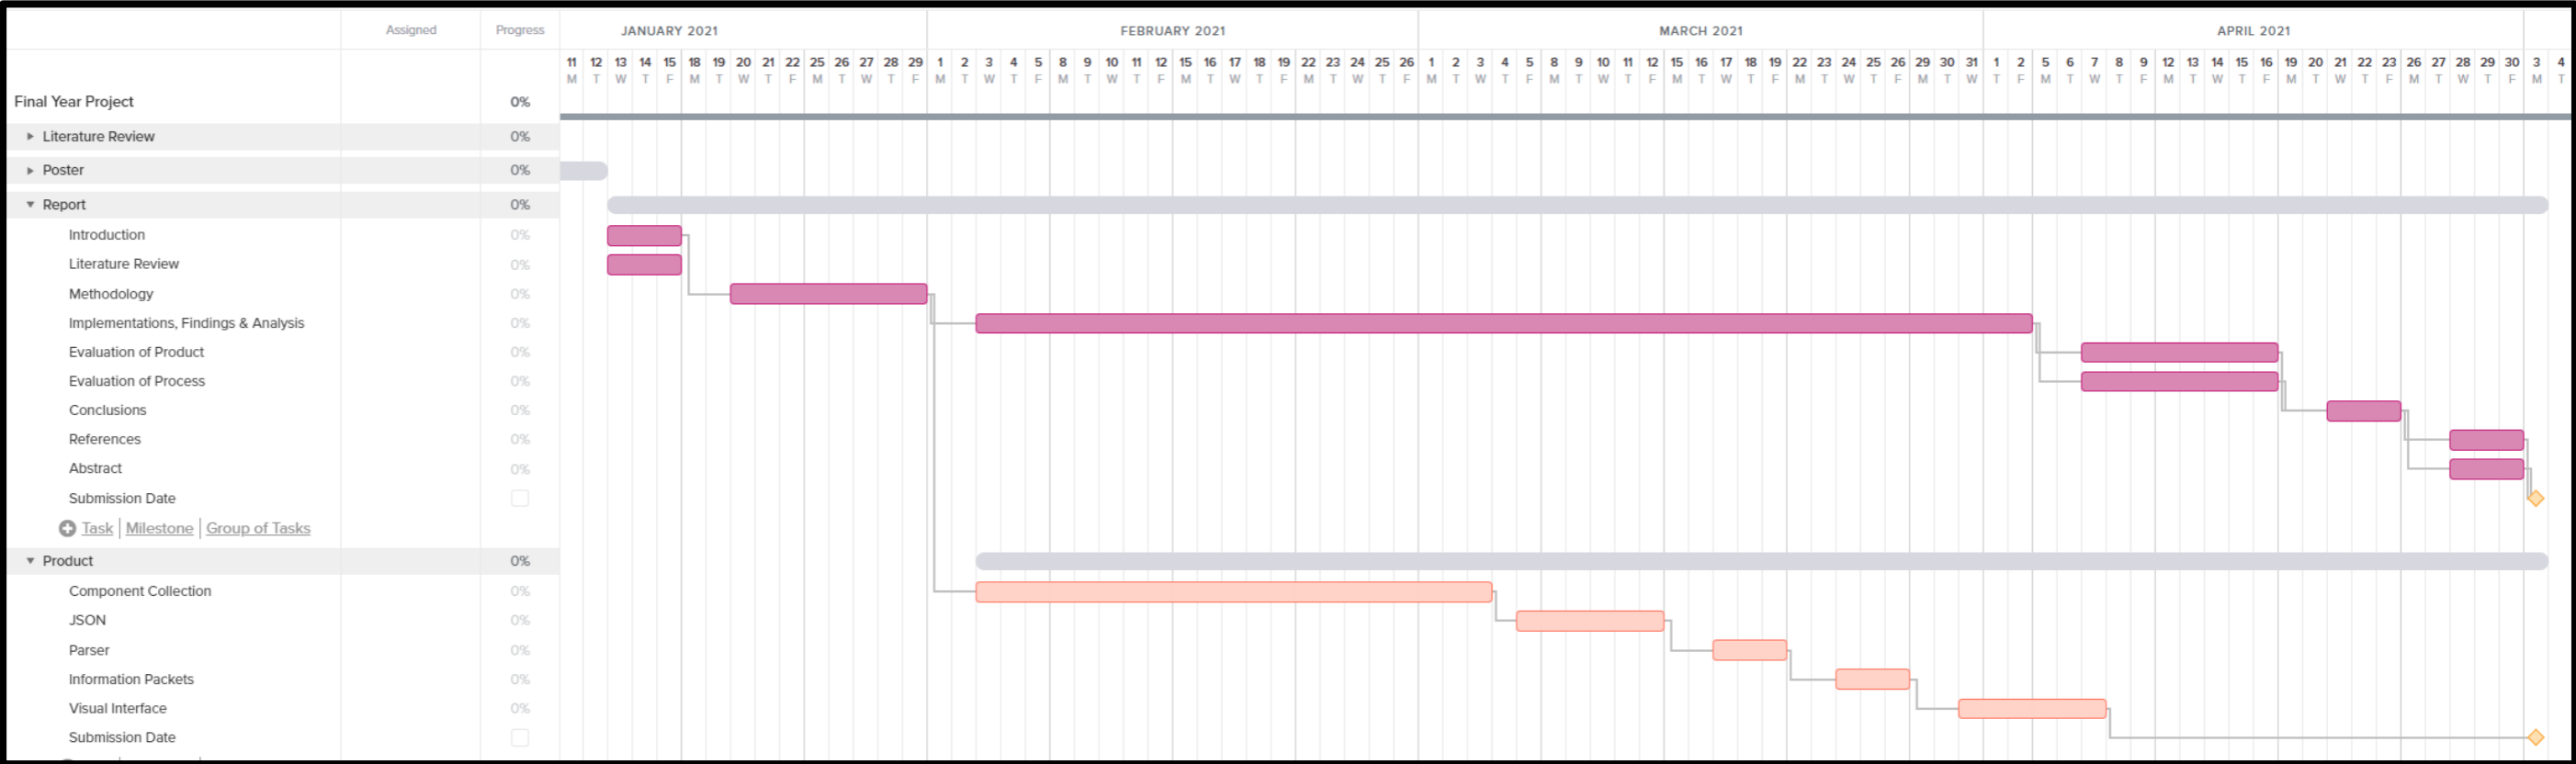 Assigned Progress JANUARY 2021 FEBRUARY 2021 MARCH 2021 APRIL 2021
11 12 13 14 15 18 19 20 21 22 25 26 27 28 29 1 2 3 4 5 8 9 10 11 12 15 16 17 18 19 22 23 24 25 26 1 2 3 4 5 8 9 10 11 12 15 16 17 18 19 22 23 24 25 26 29 30 31 1 2 5 6 7 8 9 12 13 14 15 16 19 20 21 22 23 26 27 28 29 30 3 4
M T W T F M T W T F M T W T F M T W T F M T W T F M T W T F M T W T F M T W T F M T W T F M T W T F M T W T F M T W T F M T W T F M T W T F M T W T F M T W T F M T
Final Year Project 0%
Literature Review 0%
Poster 0%
Report 0%
Introduction 0%
Literature Review 0%
Methodology 0%
Implementations, Findings & Analysis 0%
Evaluation of Product 0%
Evaluation of Process 0%
Conclusions 0%
References 0%
Abstract 0%
Submission Date
Task | Milestone | Group of Tasks
Product 0%
Component Collection 0%
JSON 0%
Parser 0%
Information Packets 0%
Visual Interface 0%
Submission Date